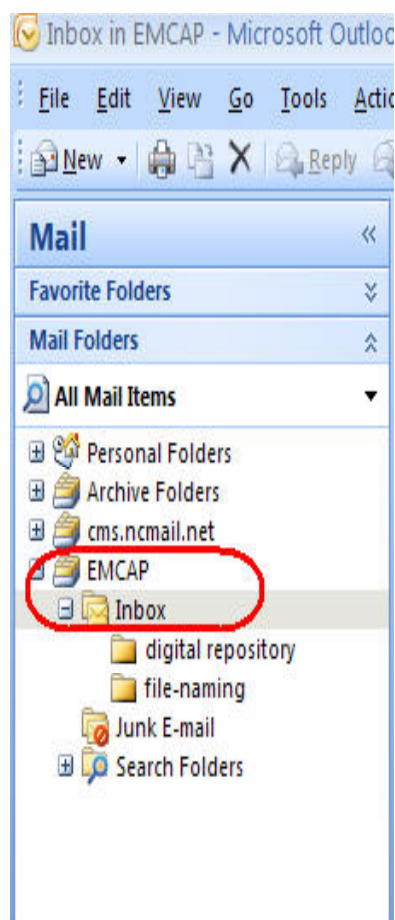 Inbox in EMCAP - Microsoft Outloo
File Edit View Go Tools Actio
New Reply
Mail
Favorite Folders
Mail Folders
All Mail Items
Personal Folders
Archive Folders
cms.ncmail.net
EMCAP
Inbox
digital repository
file-naming
Junk E-mail
Search Folders